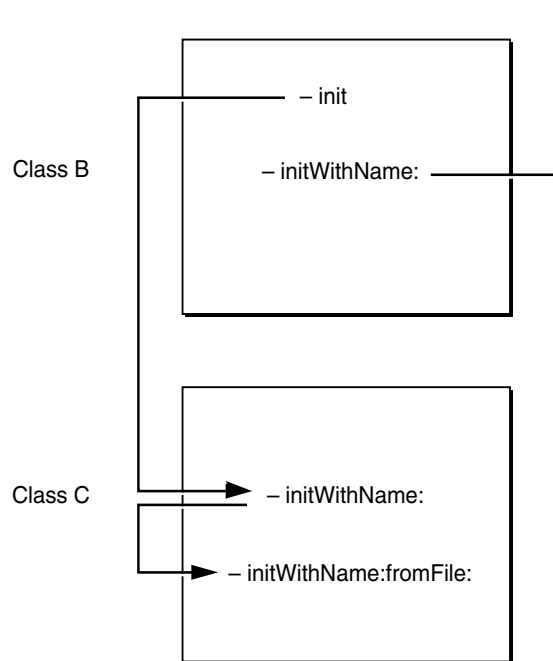 – init
Class B
– initWithName:
Class C
– initWithName:
– initWithName:fromFile: